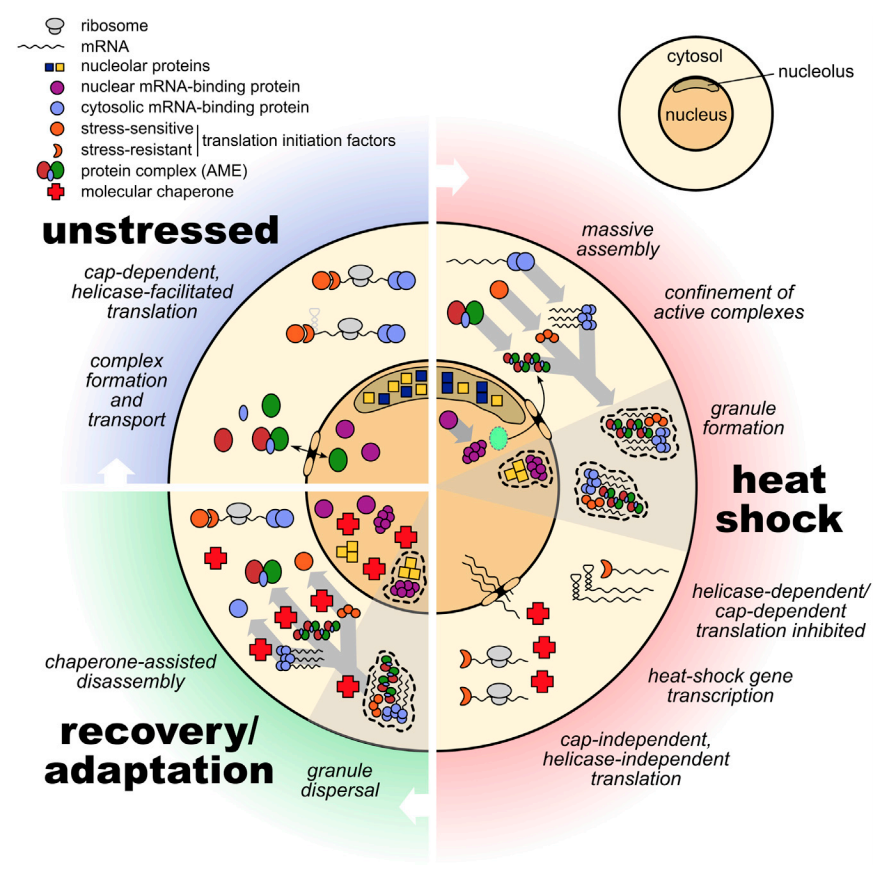 ribosome
mRNA
nucleolar proteins
nuclear mRNA-binding protein
cytosolic mRNA-binding protein
stress-sensitive
stress-resistant
translation initiation factors
protein complex (AME)
molecular chaperone
cytosol
nucleolus
nucleus
unstressed
cap-dependent,
helicase-facilitated
translation
complex
formation
and
transport
massive
assembly
confinement of
active complexes
granule
formation
heat
shock
helicase-dependent/
cap-dependent
translation inhibited
heat-shock gene
transcription
cap-independent,
helicase-independent
translation
chaperone-assisted
disassembly
recovery/
adaptation
granule
dispersal